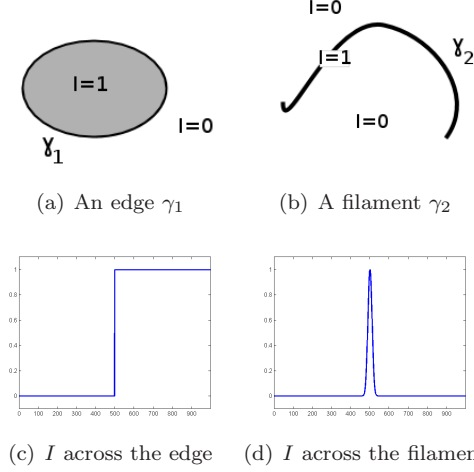 I=0
I=1
I=1
γ2
I=0
I=0
γ1
(a) An edge γ1
(b) A filament γ2
1
0.8
0.6
0.4
0.2
0
0 100 200 300 400 500 600 700 800 900
1
0.8
0.6
0.4
0.2
0
0 100 200 300 400 500 600 700 800 900
(c) I across the edge
(d) I across the filamen